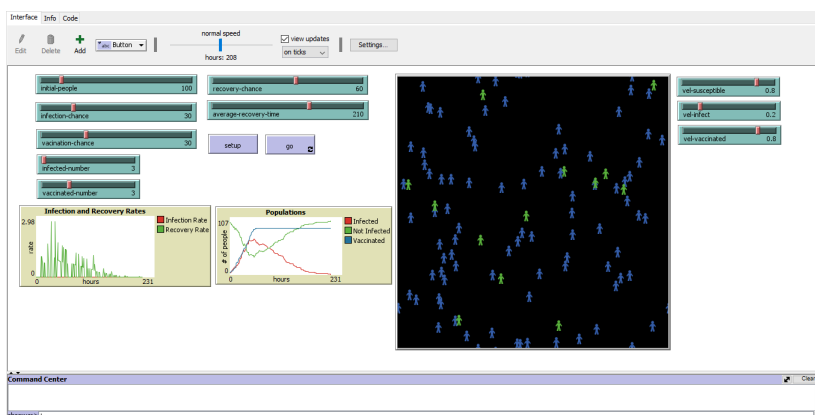 Interface Info Code
Edit Delete Add
abc Button
normal speed
hours: 208
view updates
on ticks
Settings...
initial-people 100
recovery-chance 60
infection-chance 30
average-recovery-time 210
vacination-chance 30
setup
go
infected-number 3
vaccinated-number 3
vel-susceptible 0.8
vel-infect 0.2
vel-vaccinated 0.8
Infection and Recovery Rates
2.98
rate
0
0 hours 231
Infection Rate
Recovery Rate
Populations
107
# of people
0
0 hours 231
Infected
Not Infected
Vaccinated
Command Center
Clear